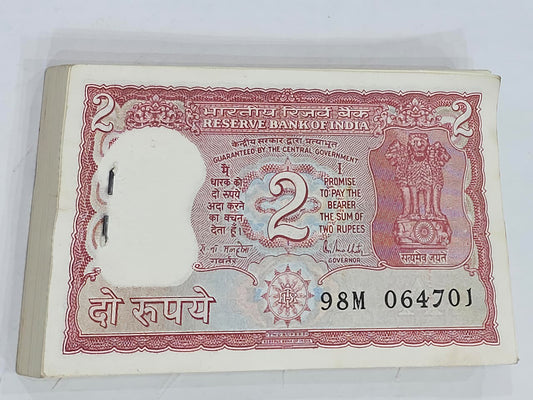 भारतीय रिज़र्व बैंक
RESERVE BANK OF INDIA
2
2
केन्द्रीय सरकार द्वारा प्रत्याभूत
GUARANTEED BY THE CENTRAL GOVERNMENT
मैं
धारक को
दो रुपये
अदा करने
का वचन
देता हूँ।
गवर्नर
2
I
PROMISE
TO PAY THE
BEARER
THE SUM OF
TWO RUPEES
GOVERNOR
सत्यमेव जयते
दो रुपये
98M 064701